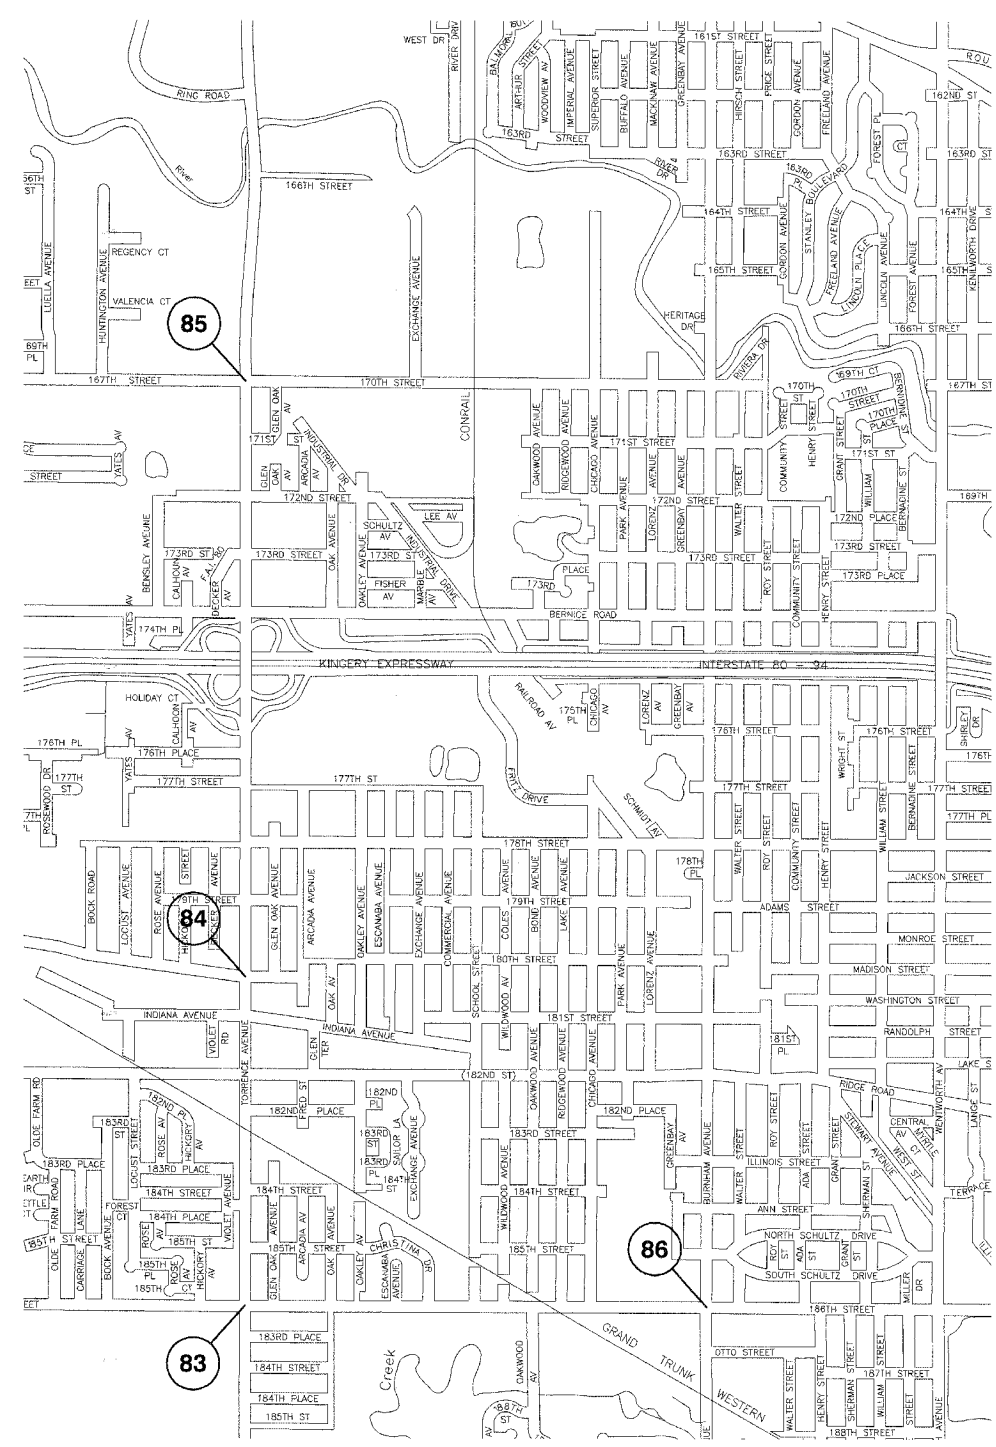 WEST DR
RIVER DRIV
BALMORAL
ARTHUR STREET
WOODVIEW AV
IMPERIAL AVENUE
SUPERIOR STREET
BUFFALO AVENUE
MACKINAW AVENUE
GREENBAY AVENUE
161ST STREET
HIRSCH STREET
PRICE STREET
GORDON AVENUE
FREELAND AVENUE
ROU
162ND ST
RING ROAD
163RD STREET
FOREST PL
CT
River
RIVER DR
163RD STREET
163RD PL
163RD ST
166TH STREET
STANLEY BOULEVARD
164TH STREET
164TH S
GORDON AVENUE
FREELAND AVENUE
LINCOLN PLACE
LINCOLN AVENUE
FOREST AVENUE
KENILWORTH DRIVE
165TH STREET
165TH S
LUELLA AVENUE
HUNTINGTON AVENUE
REGENCY CT
VALENCIA CT
EXCHANGE AVENUE
HERITAGE DR
166TH STREET
85
RIVIERA DR
69TH PL
167TH STREET
170TH STREET
169TH CT
170TH STREET
170TH PLACE
BERNADINE ST
167TH ST
GLEN OAK AV
CONRAIL
OAKWOOD AVENUE
RIDGEWOOD AVENUE
CHICAGO AVENUE
171ST STREET
COMMUNITY STREET
170TH ST
HENRY STREET
GRANT STREET
171ST ST
YATES AV
STREET
171ST ST
INDUSTRIAL DR
GLEN OAK AV
ARCADIA AV
172ND STREET
PARK AVENUE
LORENZ AVENUE
GREENBAY AVENUE
172ND STREET
WALTER STREET
WILLIAM ST
BERNADINE ST
169TH
172ND PLACE
BENSLEY AVEUNE
SCHULTZ AV
LEE AV
OAK AVENUE
OAKLEY AVENUE
INDUSTRIAL DRIVE
173RD ST
F.A.I. 80
173RD STREET
173RD ST
173RD STREET
173RD STREET
173RD PLACE
CALHOUN AV
DECKER AV
FISHER AV
MARBLE AV
173RD PLACE
ROY STREET
COMMUNITY STREET
HENRY STREET
BERNICE ROAD
YATES AV
174TH PL
KINGERY EXPRESSWAY
INTERSTATE 80 - 94
HOLIDAY CT
CALHOON AV
RAILROAD AV
175TH PL
CHICAGO AV
LORENZ AV
GREENBAY AV
176TH STREET
176TH STREET
SHIRLEY DR
176TH PL
YATES AV
176TH PLACE
WRIGHT ST
176TH
177TH ST
ROSEWOOD DR
177TH STREET
177TH ST
FRITZ DRIVE
SCHMIDT AV
177TH STREET
WILLIAM STREET
BERNADINE STREET
177TH STREET
177TH PL
178TH STREET
WALTER STREET
ROY STREET
COMMUNITY STREET
HENRY STREET
178TH PL
BOCK ROAD
LOCUST AVENUE
ROSE AVENUE
STREET
AVENUE
179TH STREET
84
GLEN OAK AVENUE
ARCADIA AVENUE
OAKLEY AVENUE
ESCANABA AVENUE
EXCHANGE AVENUE
COMMERCIAL AVENUE
COLES AVENUE
BOND AVENUE
LAKE AVENUE
179TH STREET
JACKSON STREET
ADAMS STREET
MONROE STREET
SCHOOL STREET
180TH STREET
PARK AVENUE
LORENZ AVENUE
MADISON STREET
OAK AV
WILDWOOD AV
WASHINGTON STREET
INDIANA AVENUE
INDIANA AVENUE
181ST STREET
VIOLET RD
TORRENCE AVENUE
GLEN TER
OAKWOOD AVENUE
RIDGEWOOD AVENUE
CHICAGO AVENUE
181ST PL
RANDOLPH STREET
LAKE S
(182ND ST)
RIDGE ROAD
WENTWORTH AV
LANGE ST
OLDE FARM RD
182ND PL
182ND PLACE
FRED ST
182ND PL
182ND PLACE
CENTRAL AV
MYRTLE CT
WEST ST
STEWART AVENUE
183RD ST
ROSE AV
HICKORY AV
LOCUST STREET
183RD ST
SAILOR LA
183RD PL
EXCHANGE AVENUE
183RD STREET
GREENBAY AV
BURNHAM AVENUE
WALTER STREET
ROY STREET
ADA STREET
GRANT STREET
SHERMAN ST
ILLINOIS STREET
183RD PLACE
183RD PLACE
184TH STREET
VIOLET AVENUE
184TH STREET
184TH ST
WILDWOOD AVENUE
184TH STREET
TERRACE
OLDE FARM ROAD
CARRIAGE LANE
BOCK AVENUE
FOREST CT
184TH PLACE
ANN STREET
185TH STREET
ROSE AV
185TH ST
185TH PL
ROSE AV
HICKORY AV
185TH CT
GLEN OAK AVENUE
ARCADIA AV
185TH STREET
OAK AVENUE
OAKLEY AV
CHRISTINA DR
ESCANABA AVENUE
185TH STREET
86
NORTH SCHULTZ DRIVE
ROY ST
ADA ST
GRANT ST
SOUTH SCHULTZ DRIVE
MILLER DR
186TH STREET
83
183RD PLACE
184TH STREET
184TH PLACE
185TH ST
Creek
OAKWOOD AV
188TH ST
AV
GRAND TRUNK WESTERN
OTTO STREET
WALTER STREET
HENRY STREET
SHERMAN STREET
WILLIAM STREET
187TH STREET
STREET
AVENUE
188TH STREET